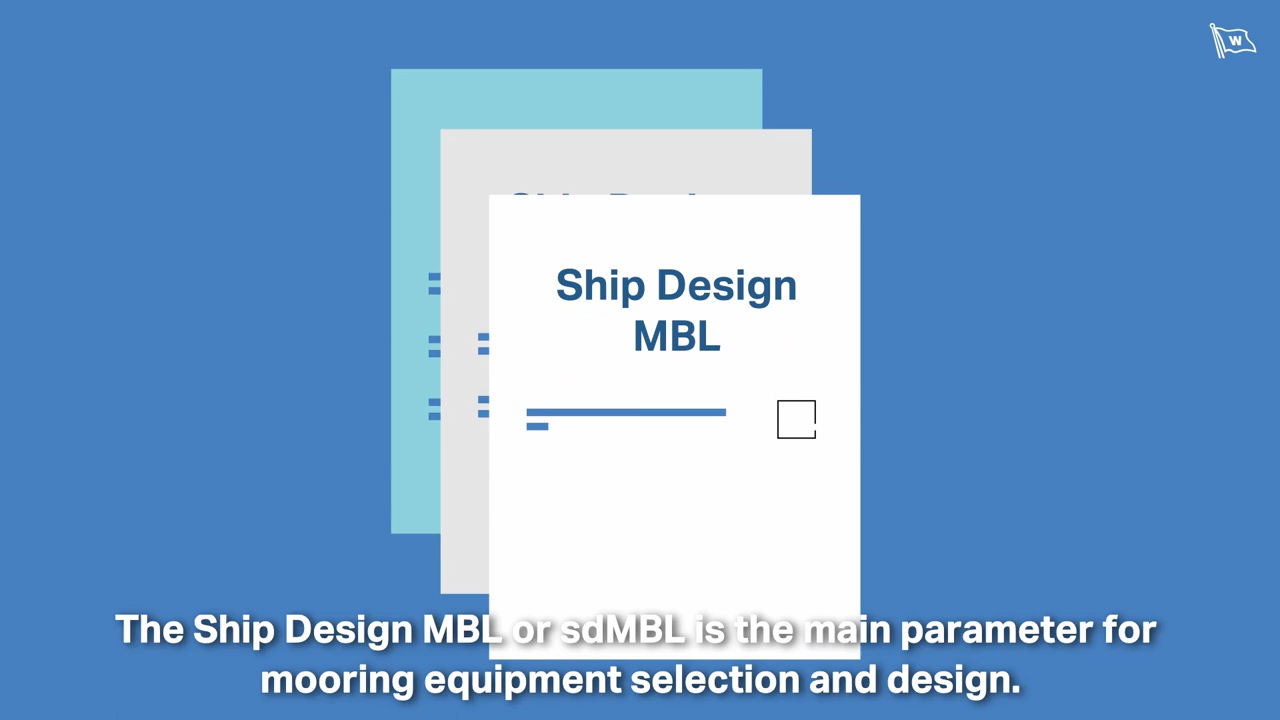 W
Ship Design
MBL
The Ship Design MBL or sdMBL is the main parameter for
mooring equipment selection and design.